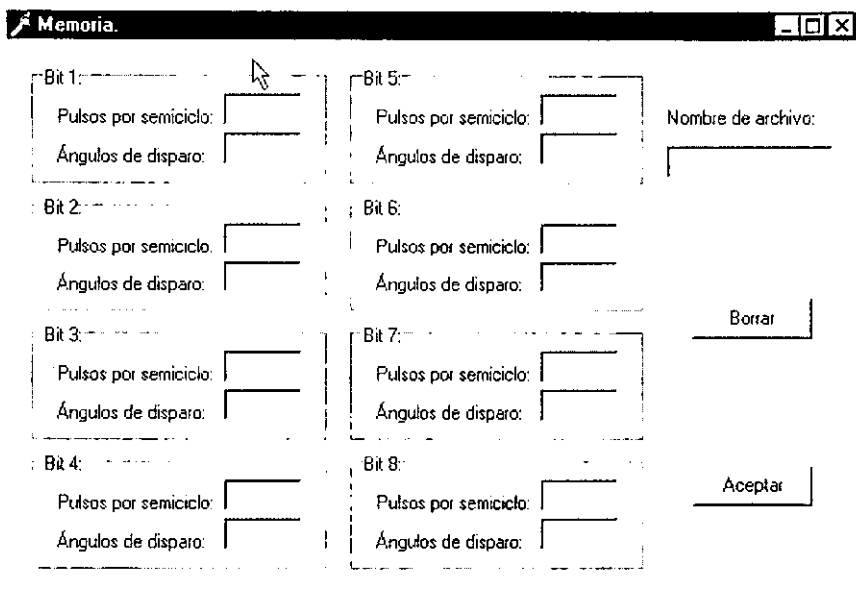 Memoria.
Bit 1:
Pulsos por semiciclo:
Ángulos de disparo:
Bit 2:
Pulsos por semiciclo.
Ángulos de disparo:
Bit 3:
Pulsos por semiciclo:
Ángulos de disparo:
Bit 4:
Pulsos por semiciclo:
Ángulos de disparo:
Bit 5:
Pulsos por semiciclo:
Ángulos de disparo:
Bit 6:
Pulsos por semiciclo:
Ángulos de disparo:
Bit 7:
Pulsos por semiciclo:
Ángulos de disparo:
Bit 8:
Pulsos por semiciclo:
Ángulos de disparo:
Nombre de archivo:
Borrar
Aceptar